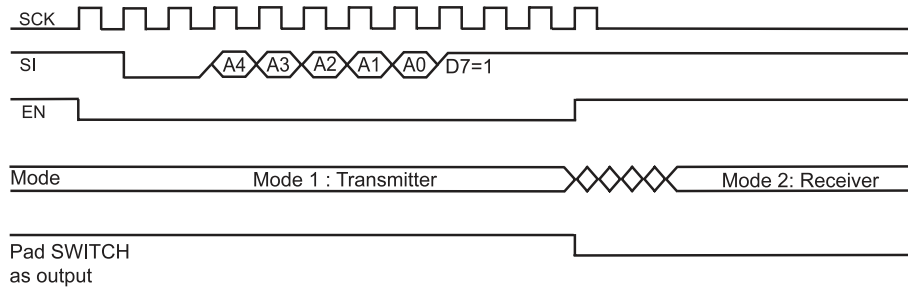 SCK
SI
A4 A3 A2 A1 A0 D7=1
EN
Mode
Mode 1 : Transmitter
Mode 2: Receiver
Pad SWITCH
as output